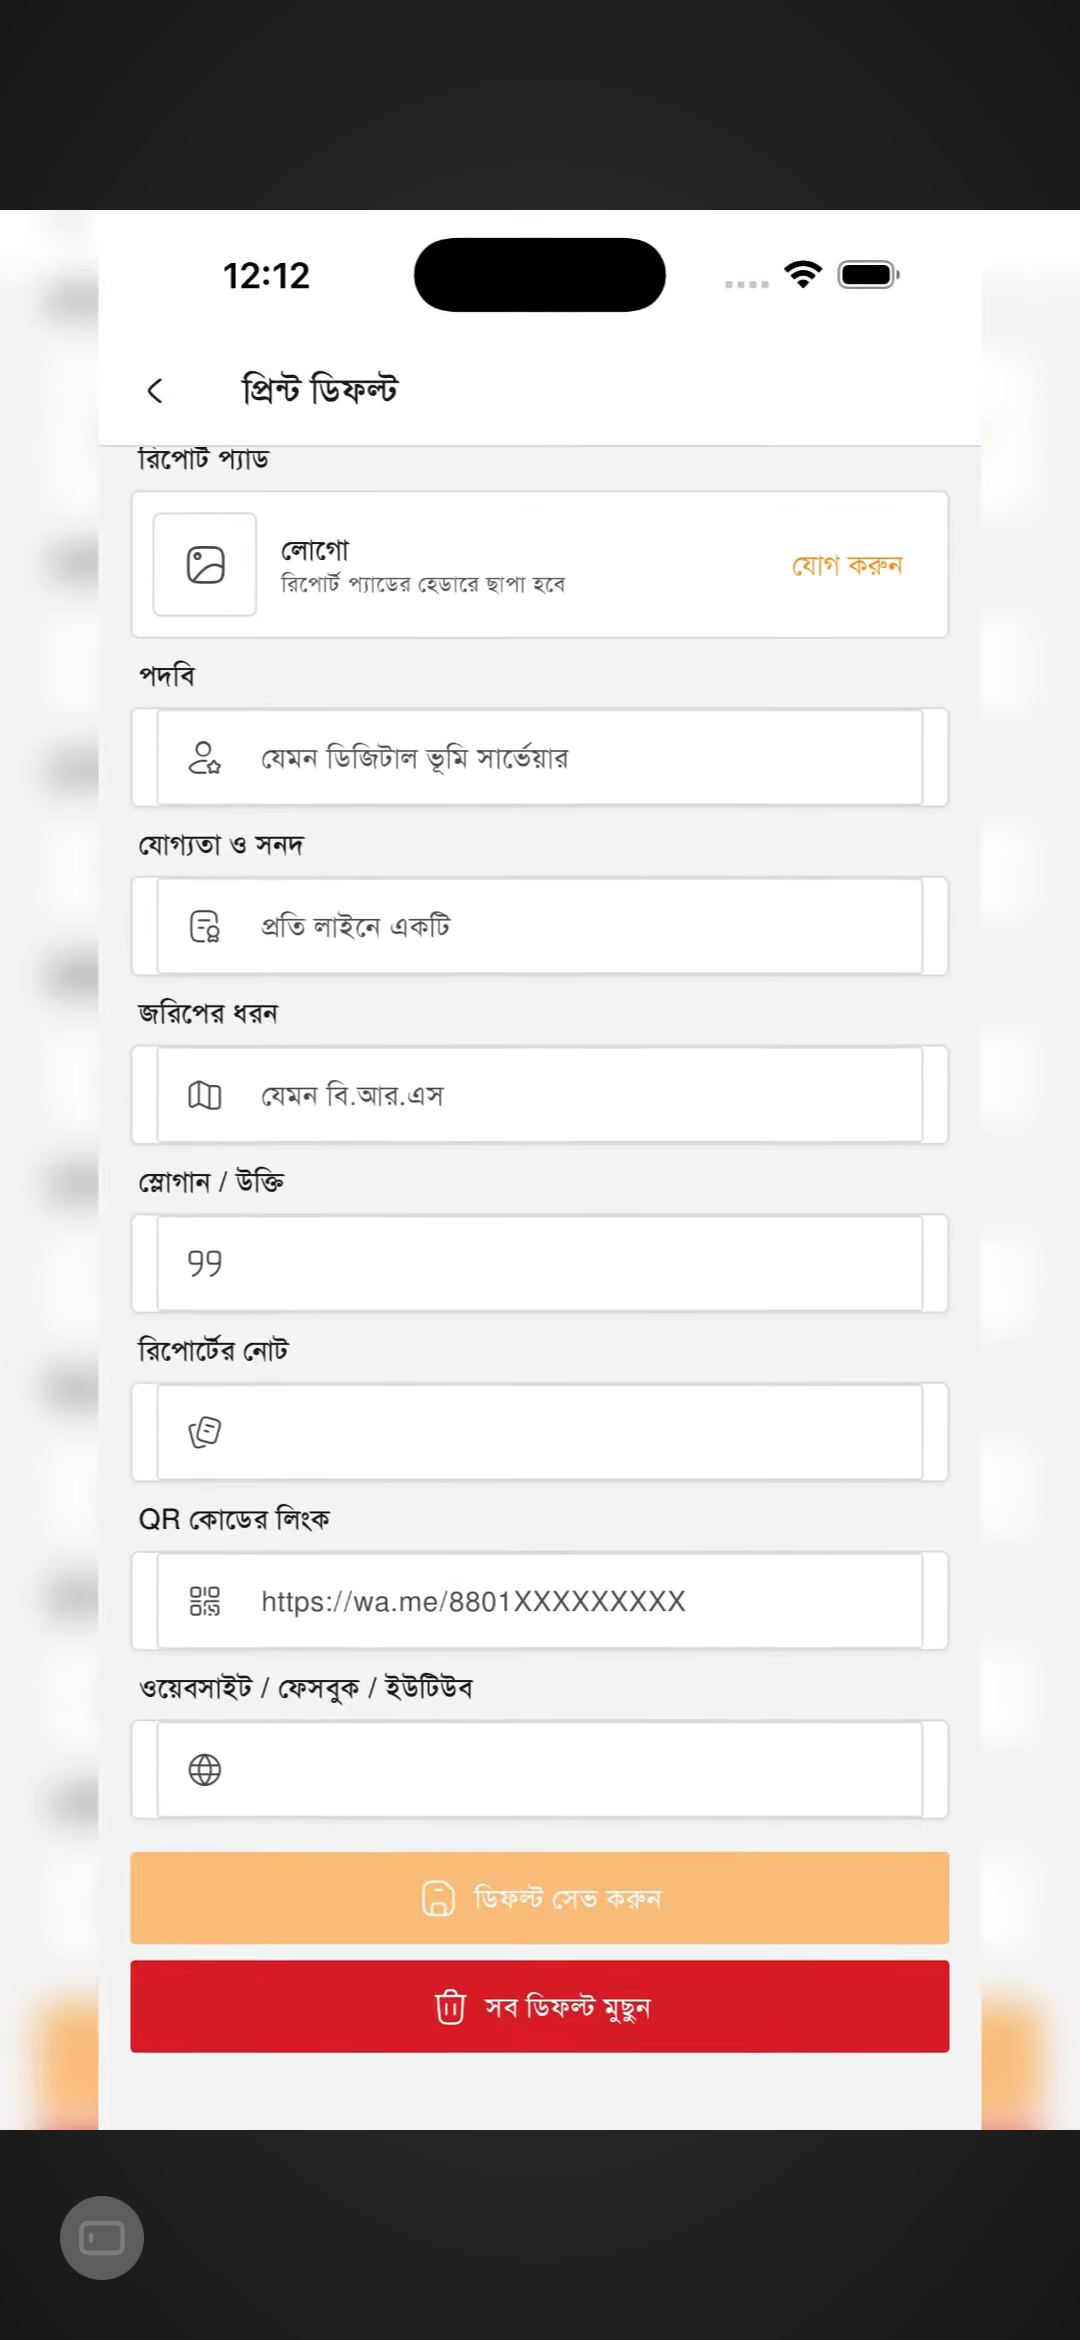 12:12
প্রিন্ট ডিফল্ট
রিপোর্ট প্যাড
লোগো
রিপোর্ট প্যাডের হেডারে ছাপা হবে
যোগ করুন
পদবি
যেমন ডিজিটাল ভূমি সার্ভেয়ার
যোগ্যতা ও সনদ
প্রতি লাইনে একটি
জরিপের ধরন
যেমন বি.আর.এস
স্লোগান / উক্তি
রিপোর্টের নোট
QR কোডের লিংক
https://wa.me/8801XXXXXXXXX
ওয়েবসাইট / ফেসবুক / ইউটিউব
ডিফল্ট সেভ করুন
সব ডিফল্ট মুছুন